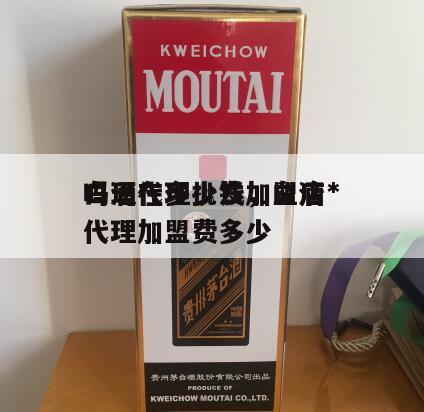 KWEICHOW
MOUTAI
代理加盟费多少
贵州茅台酒
贵州茅台酒股份有限公司出品
PRODUCE OF
KWEICHOW MOUTAI CO.,LTD.